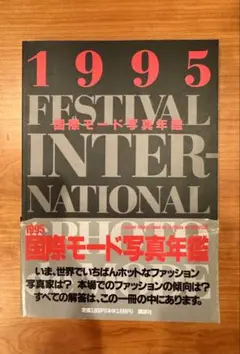 1995
FESTIVAL
国際モード写真年鑑
INTER-
NATIONAL
1995
国際モード写真年鑑
いま、世界でいちばんホットなファッション
写真家は? 本場でのファッションの傾向は?
すべての解答は、この一冊の中にあります。
講談社